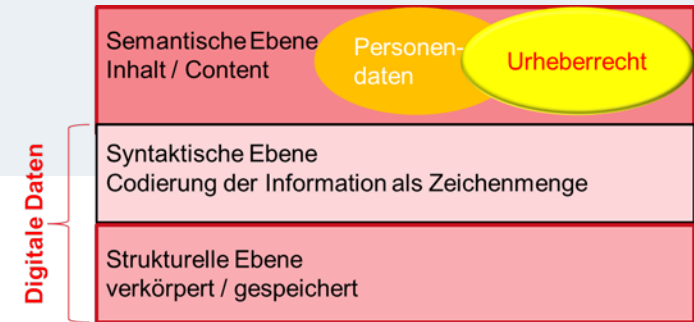 Semantische Ebene
Inhalt / Content
Personen-
daten
Urheberrecht
Syntaktische Ebene
Codierung der Information als Zeichenmenge
Strukturelle Ebene
verkörpert / gespeichert
Digitale Daten